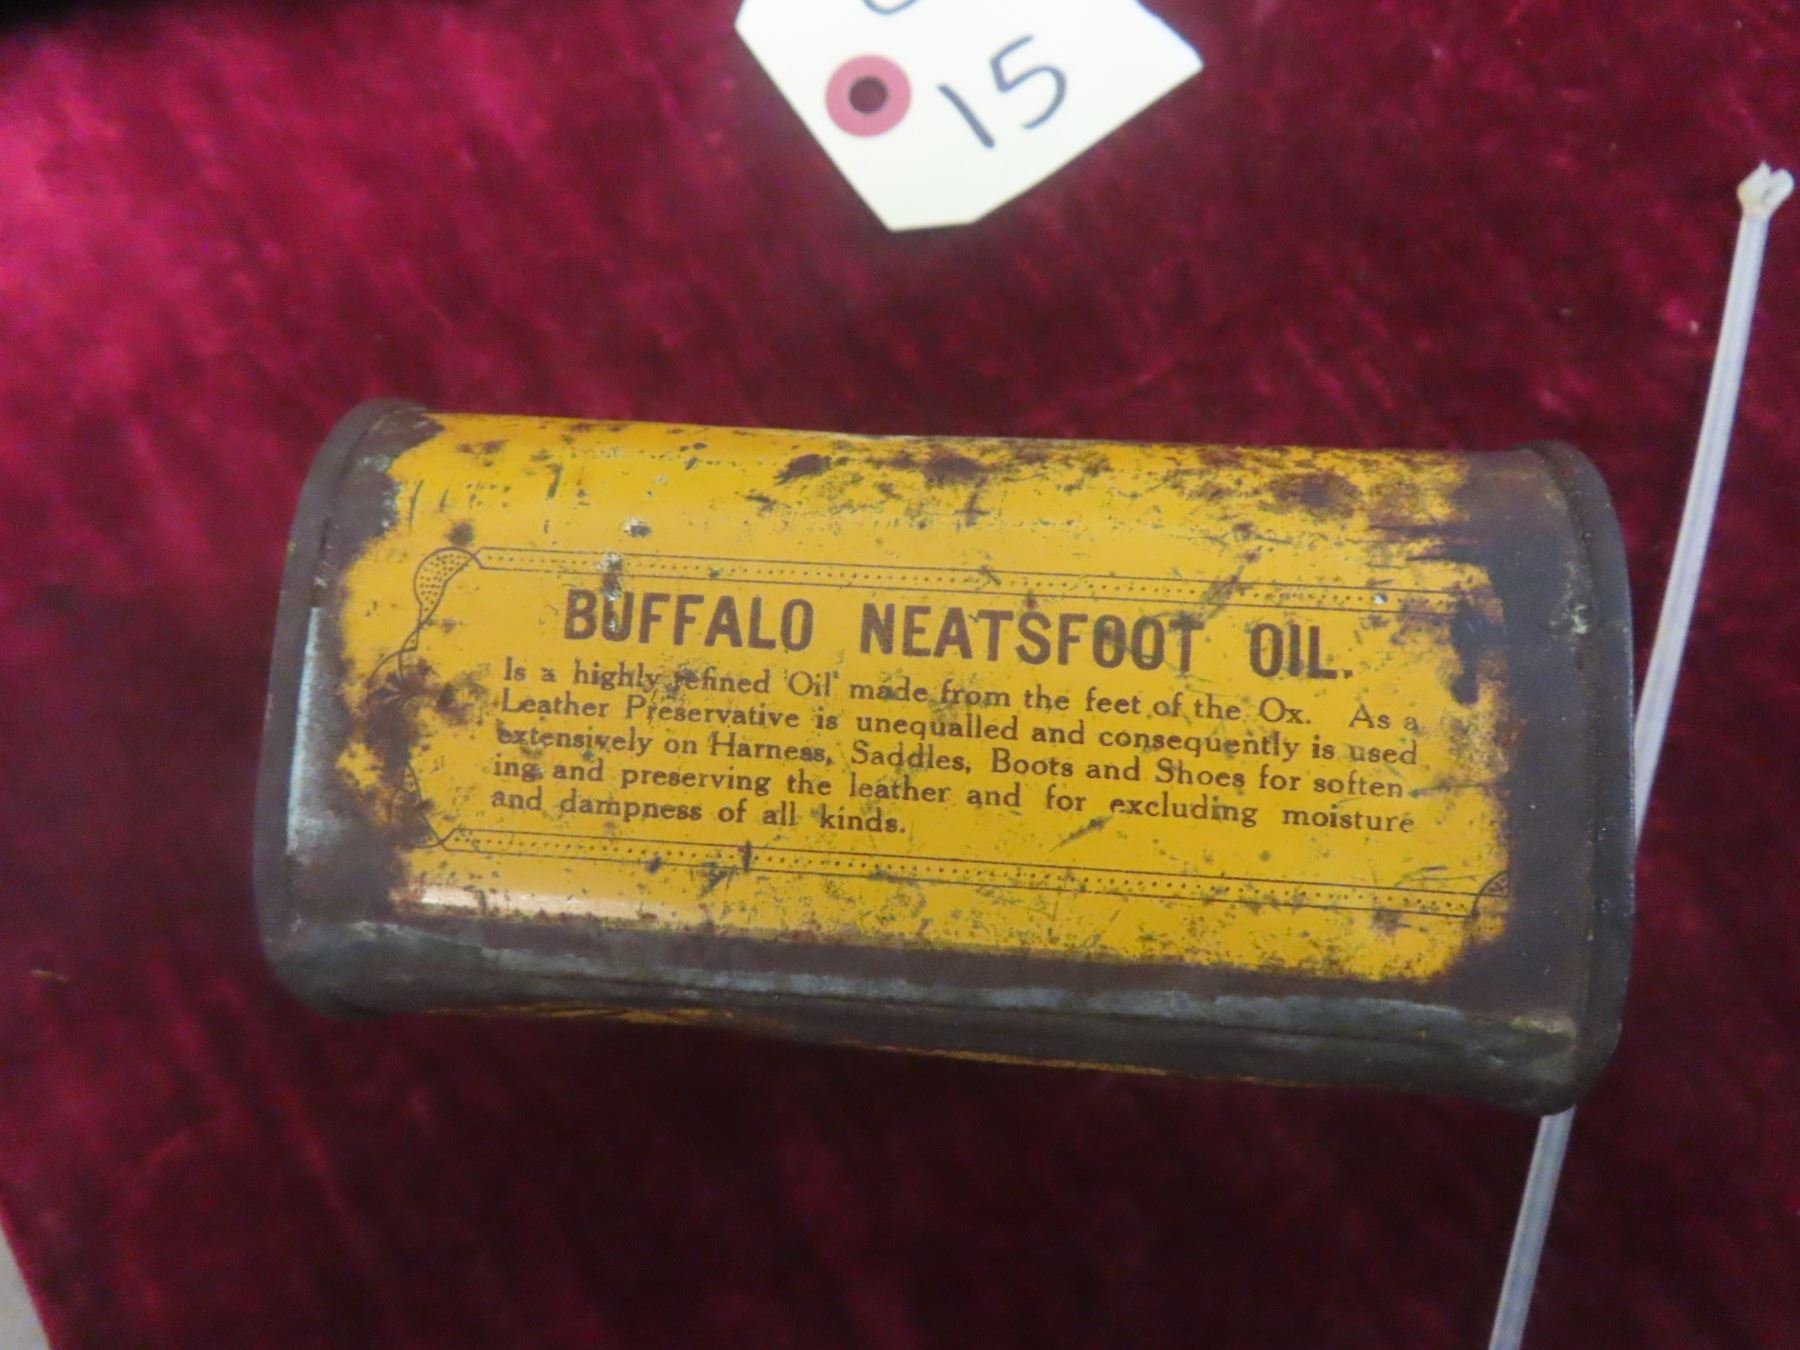 15
BUFFALO NEATSFOOT OIL.
Is a highly refined Oil made from the feet of the Ox. As a
Leather Preservative is unequalled and consequently is used
extensively on Harness, Saddles, Boots and Shoes for soften-
ing and preserving the leather and for excluding moisture
and dampness of all kinds.